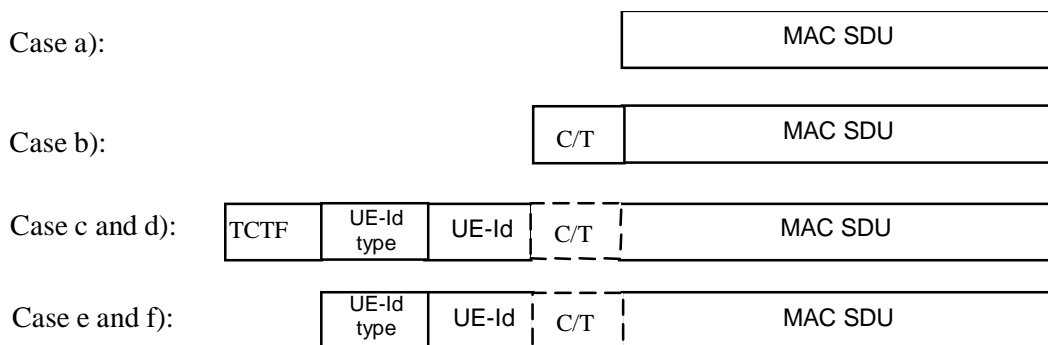 Case a): MAC SDU
Case b): C/T MAC SDU
Case c and d): TCTF UE-Id type UE-Id C/T MAC SDU
Case e and f): UE-Id type UE-Id C/T MAC SDU